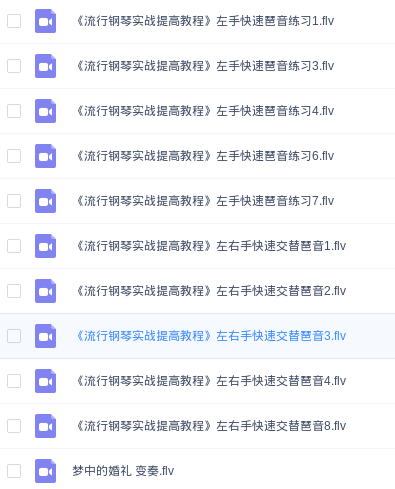 《流行钢琴实战提高教程》左手快速琶音练习1.flv
《流行钢琴实战提高教程》左手快速琶音练习3.flv
《流行钢琴实战提高教程》左手快速琶音练习4.flv
《流行钢琴实战提高教程》左手快速琶音练习6.flv
《流行钢琴实战提高教程》左手快速琶音练习7.flv
《流行钢琴实战提高教程》左右手快速交替琶音1.flv
《流行钢琴实战提高教程》左右手快速交替琶音2.flv
《流行钢琴实战提高教程》左右手快速交替琶音3.flv
《流行钢琴实战提高教程》左右手快速交替琶音4.flv
《流行钢琴实战提高教程》左右手快速交替琶音8.flv
梦中的婚礼 变奏.flv